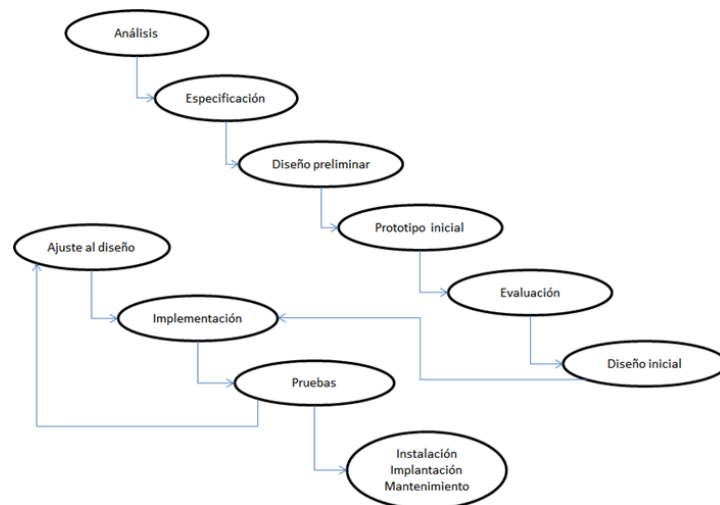 Análisis
Especificación
Diseño preliminar
Prototipo inicial
Ajuste al diseño
Evaluación
Implementación
Diseño inicial
Pruebas
Instalación
Implantación
Mantenimiento